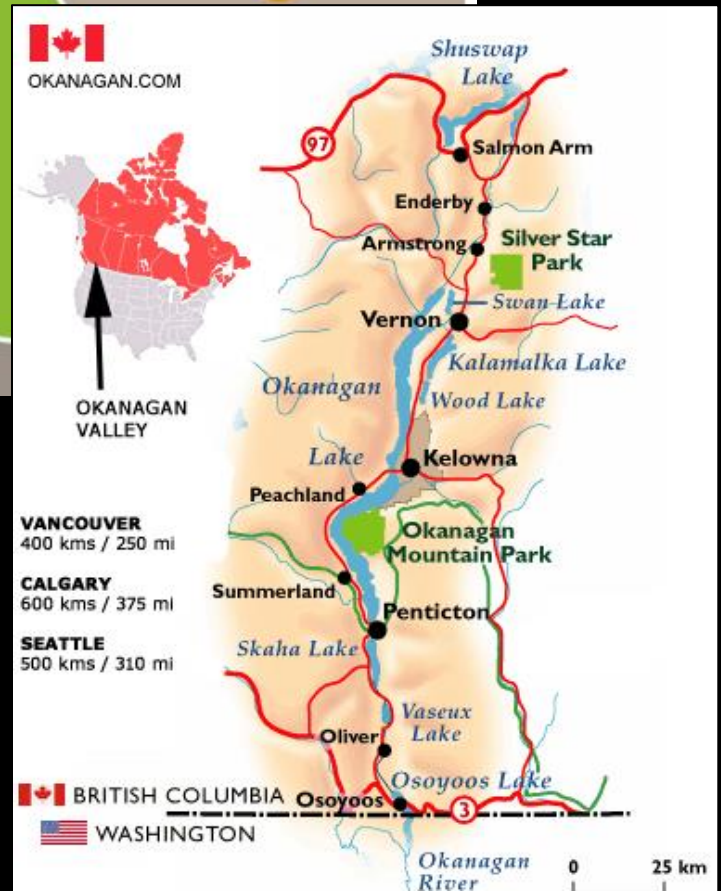 OKANAGAN.COM
Shuswap
Lake
97
Salmon Arm
Enderby
Armstrong
Silver Star
Park
Swan Lake
Vernon
Kalamalka Lake
Okanagan
Wood Lake
OKANAGAN
VALLEY
Lake
Kelowna
Peachland
VANCOUVER
400 kms / 250 mi
Okanagan
Mountain Park
CALGARY
600 kms / 375 mi
Summerland
Penticton
SEATTLE
500 kms / 310 mi
Skaha Lake
Vaseux
Lake
Oliver
Osoyoos Lake
BRITISH COLUMBIA
Osoyoos
3
WASHINGTON
Okanagan
River
0 25 km